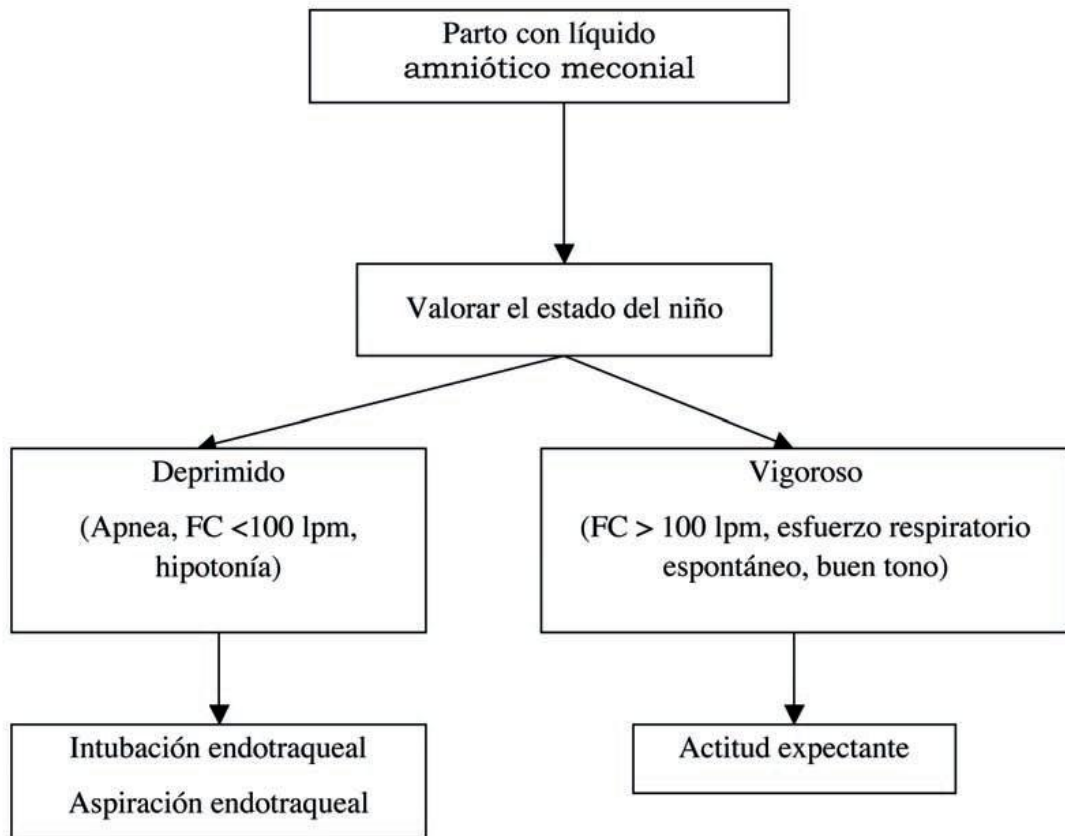 Parto con líquido
amniótico meconial
Valorar el estado del niño
Deprimido
(Apnea, FC <100 lpm,
hipotonía)
Vigoroso
(FC > 100 lpm, esfuerzo respiratorio
espontáneo, buen tono)
Intubación endotraqueal
Aspiración endotraqueal
Actitud expectante